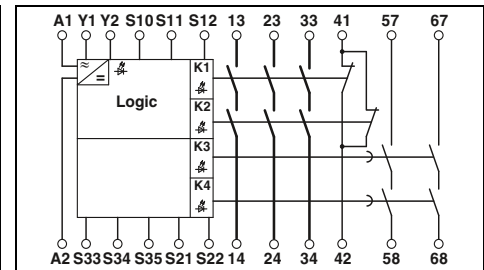 A1 Y1 Y2 S10 S11 S12 13 23 33 41 57 67
≈
=
K1
Logic
K2
K3
K4
A2 S33 S34 S35 S21 S22 14 24 34 42 58 68